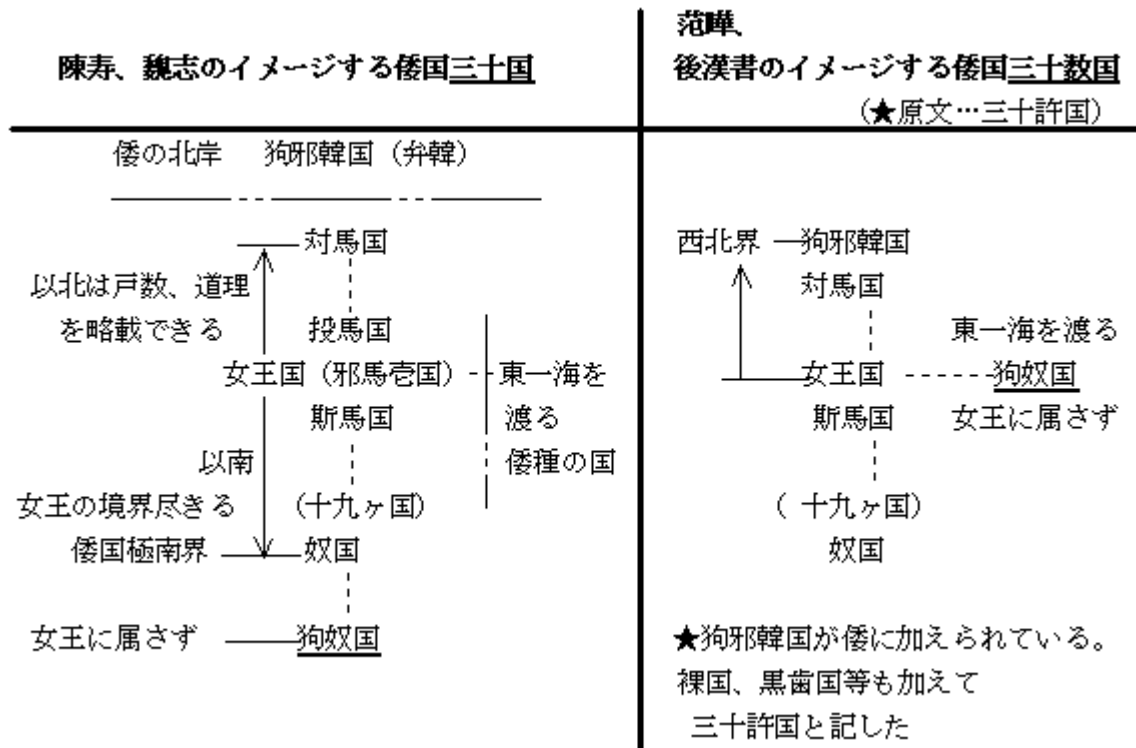 陳寿、魏志のイメージする倭国三十国
倭の北岸　狗邪韓国（弁韓）
対馬国
以北は戸数、道理
を略載できる
投馬国
女王国（邪馬壱国）
東一海を
渡る
倭種の国
斯馬国
以南
女王の境界尽きる
（十九ヶ国）
倭国極南界
奴国
女王に属さず
狗奴国
范曄、
後漢書のイメージする倭国三十数国
（★原文…三十許国）
西北界
狗邪韓国
対馬国
東一海を渡る
女王国
狗奴国
斯馬国
女王に属さず
（ 十九ヶ国）
奴国
★狗邪韓国が倭に加えられている。
裸国、黒歯国等も加えて
三十許国と記した